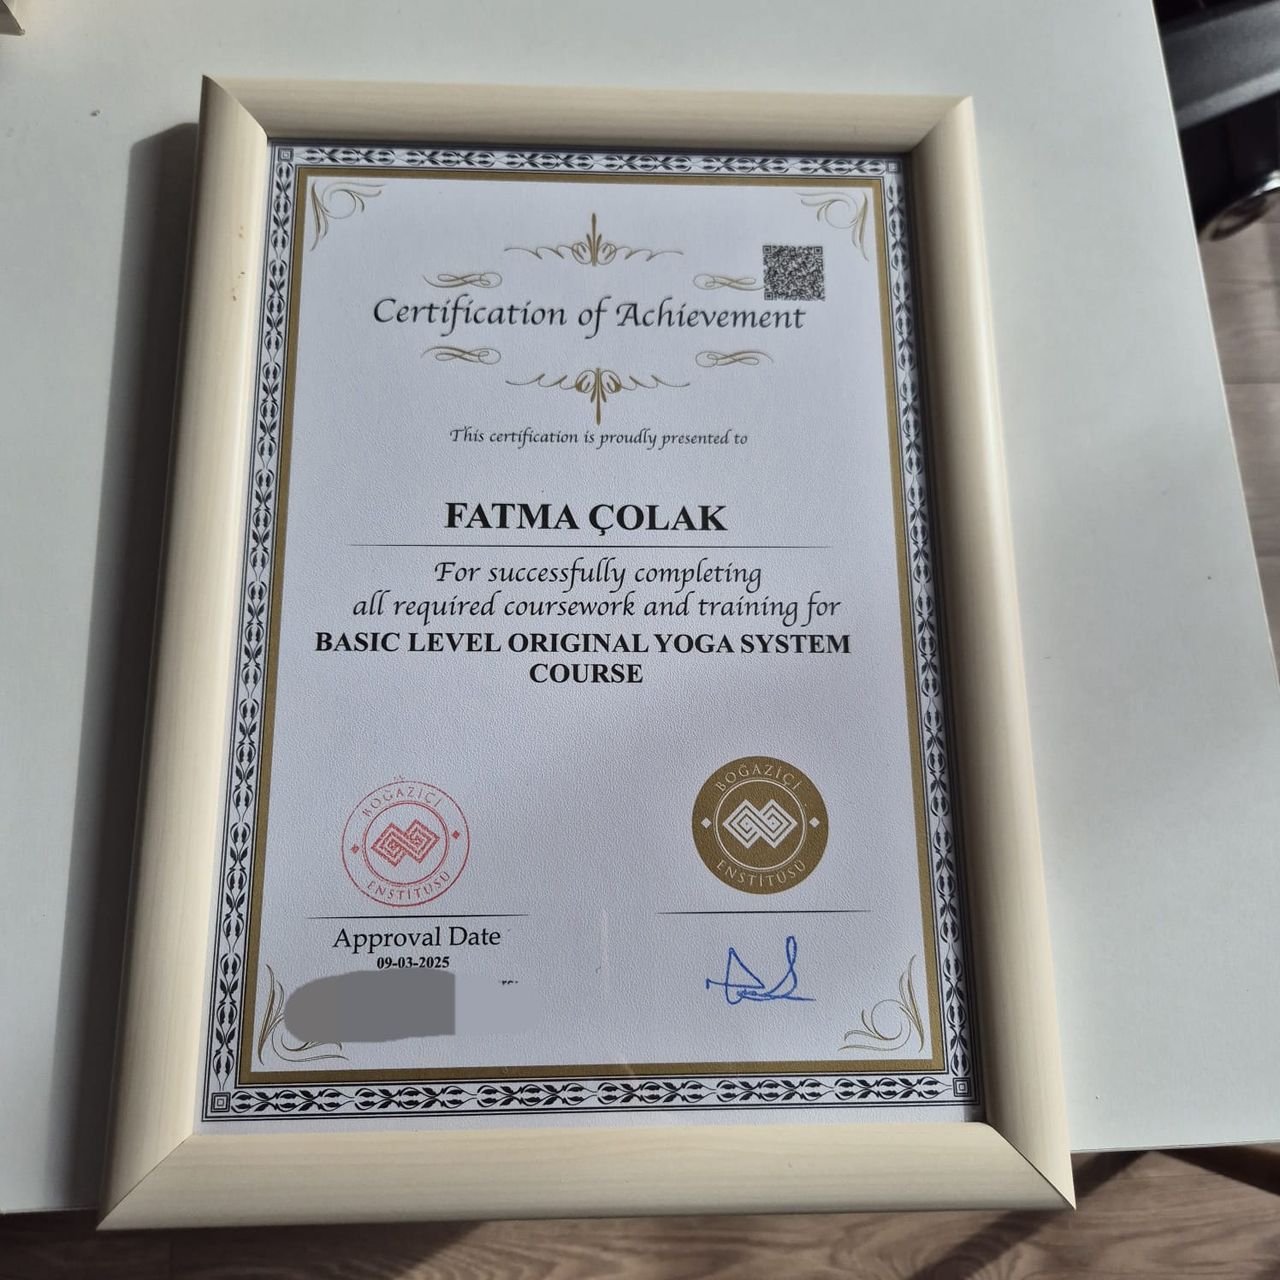 Certification of Achievement
This certification is proudly presented to
FATMA ÇOLAK
For successfully completing
all required coursework and training for
BASIC LEVEL ORIGINAL YOGA SYSTEM
COURSE
BOĞAZİÇİ
ENSTİTÜSÜ
BOĞAZİÇİ
ENSTİTÜSÜ
Approval Date
09-03-2025